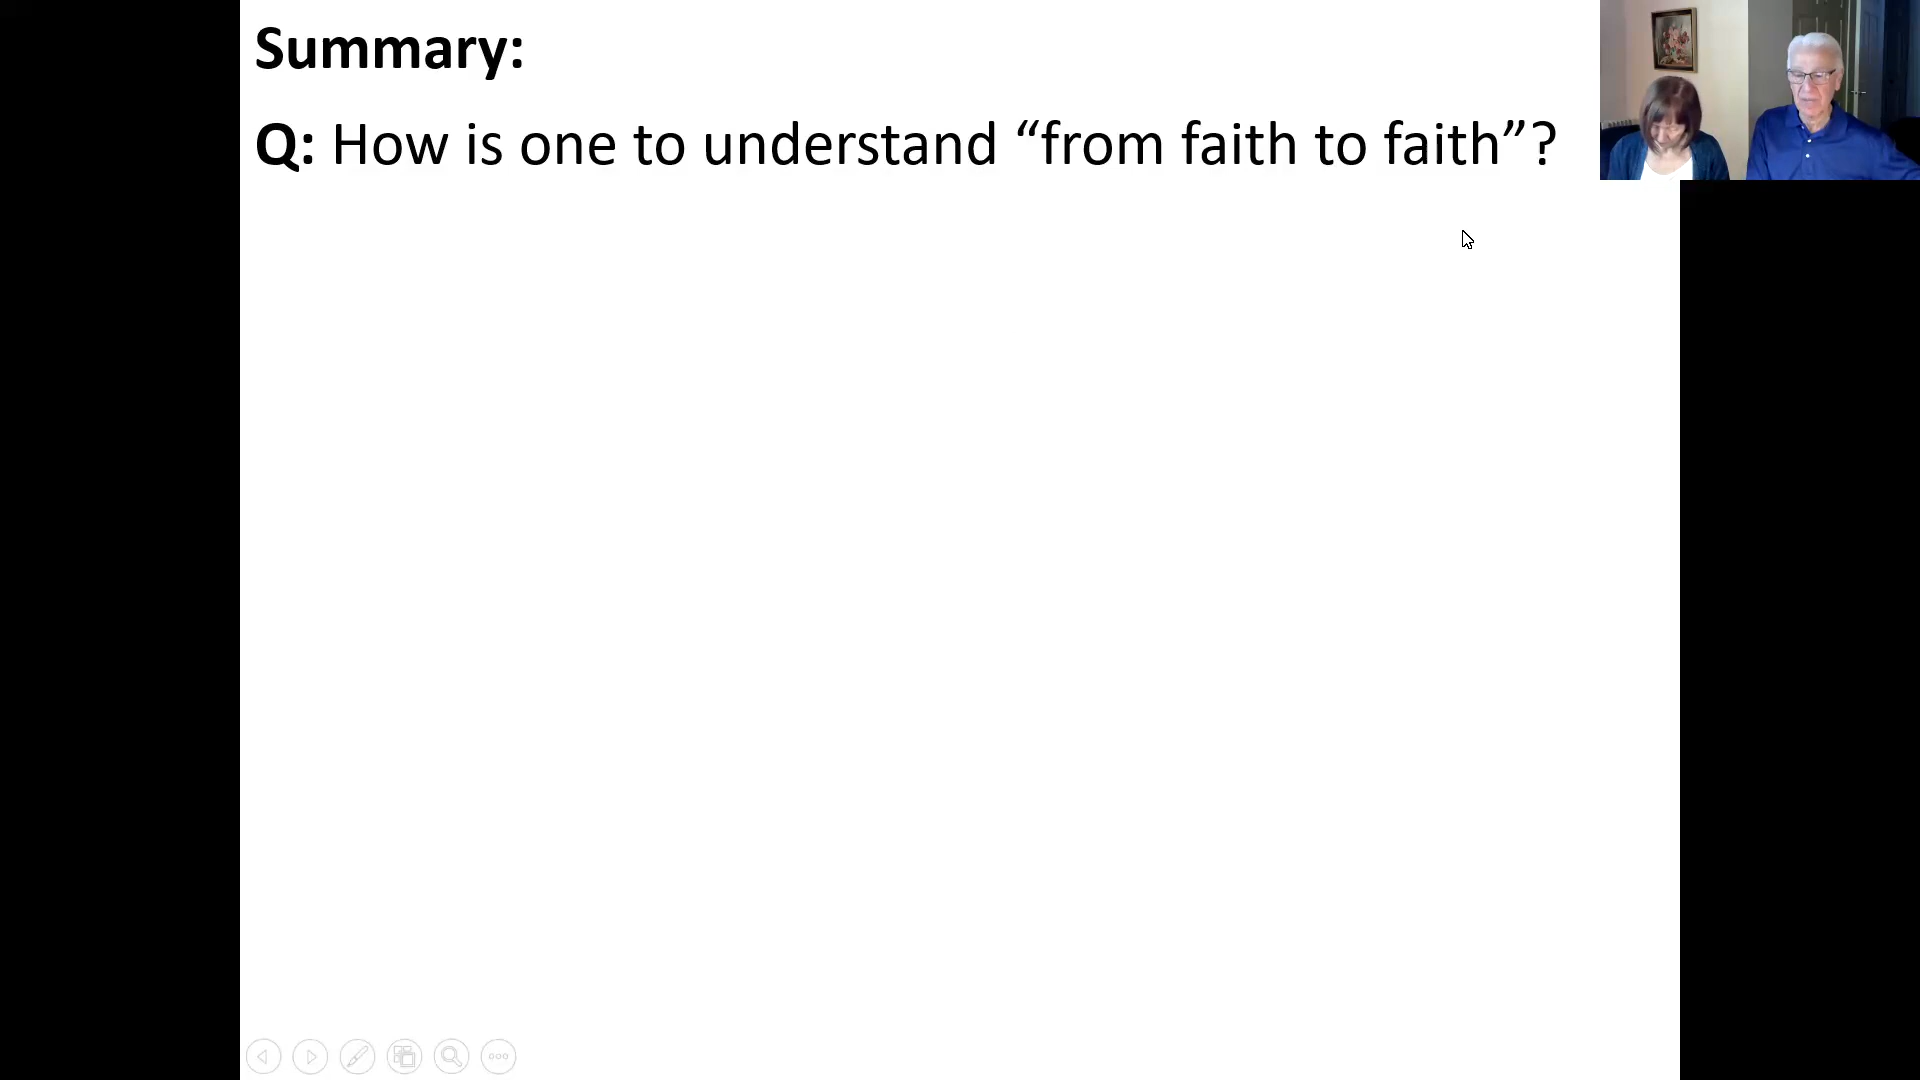 Summary:
Q: How is one to understand “from faith to faith”?